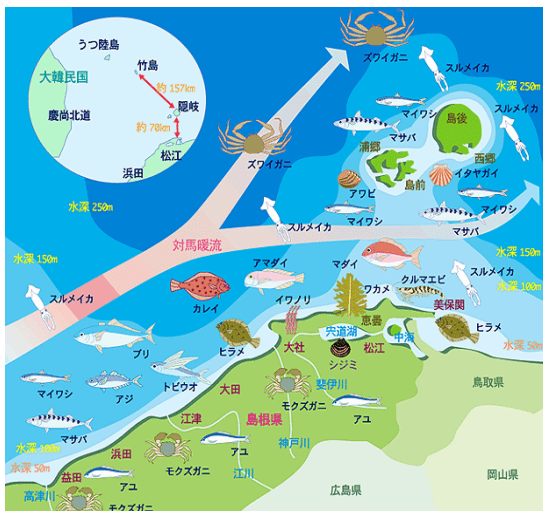 うつ陸島
竹島
大韓民国
約 157km
隠岐
慶尚北道
約 70km
松江
浜田
ズワイガニ
スルメイカ
水深 250m
マイワシ
スルメイカ
島後
マサバ
浦郷
西郷
ズワイガニ
島前
イタヤガイ
アワビ
マイワシ
水深 250m
マイワシ
スルメイカ
マサバ
対馬暖流
水深 150m
水深 150m
アマダイ
マダイ
クルマエビ
スルメイカ
水深 100m
スルメイカ
カレイ
イワノリ
ワカメ
美保関
恵曇
ヒラメ
ブリ
ヒラメ
大社
宍道湖
松江
中海
水深 50m
シジミ
トビウオ
マイワシ
アジ
大田
斐伊川
鳥取県
モクズガニ
アユ
マサバ
江津
島根県
神戸川
水深 100m
浜田
モクズガニ
アユ
水深 50m
益田
アユ
江川
岡山県
広島県
高津川
モクズガニ
アユ